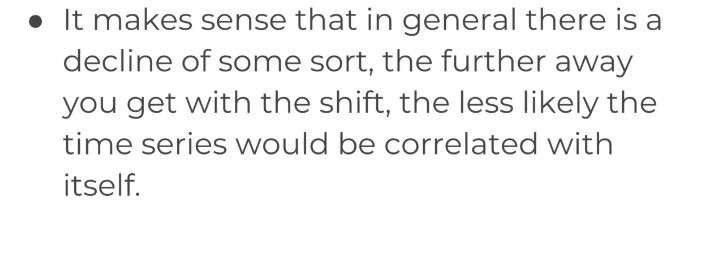 ● It makes sense that in general there is a
decline of some sort, the further away
you get with the shift, the less likely the
time series would be correlated with
itself.